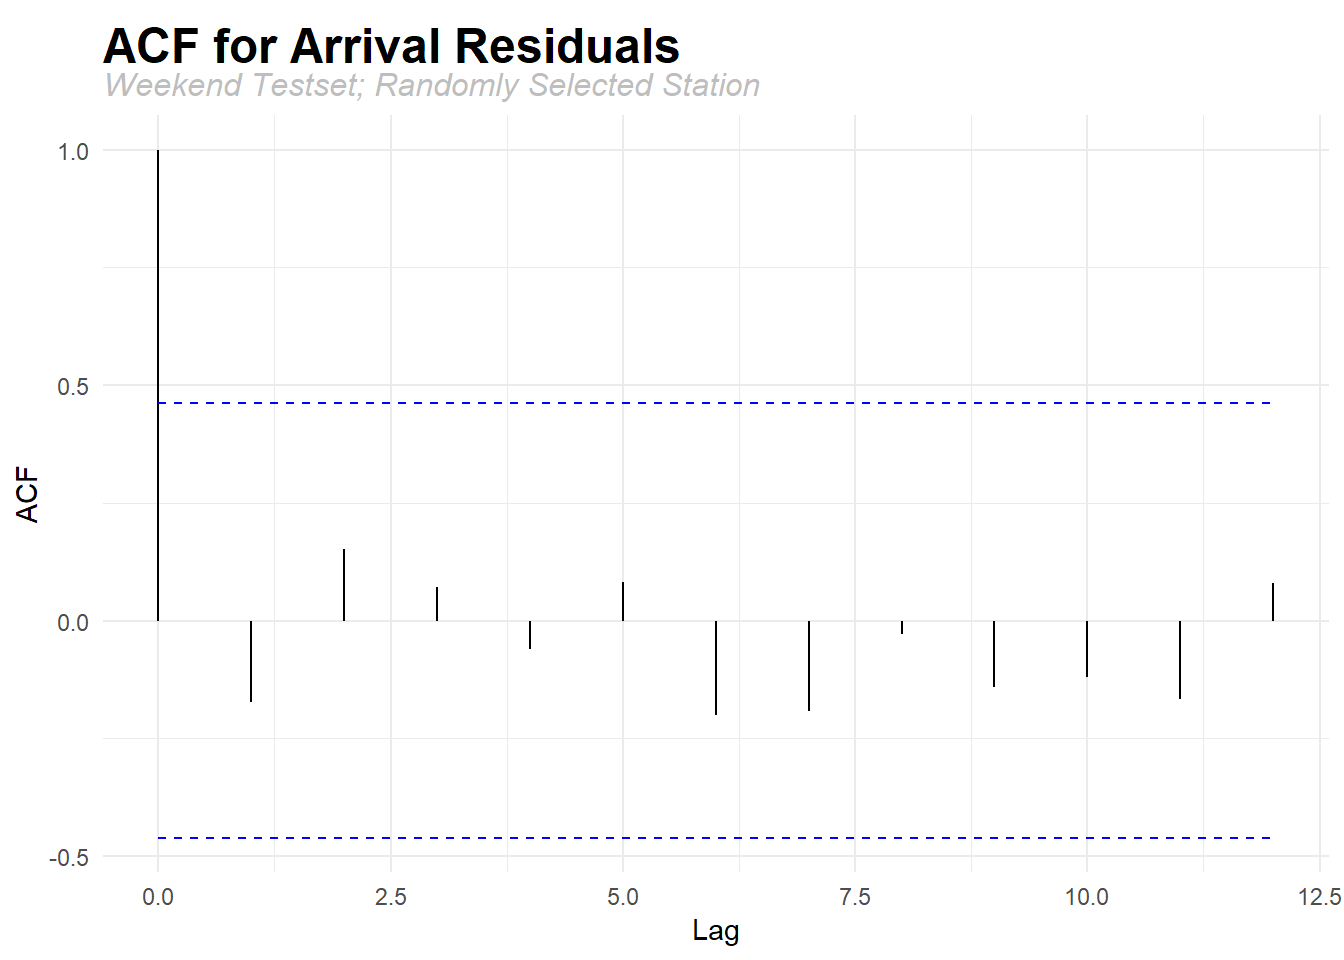 ACF for Arrival Residuals
Weekend Testset; Randomly Selected Station
1.0
0.5
0.0
-0.5
ACF
0.0 2.5 5.0 7.5 10.0 12.5
Lag